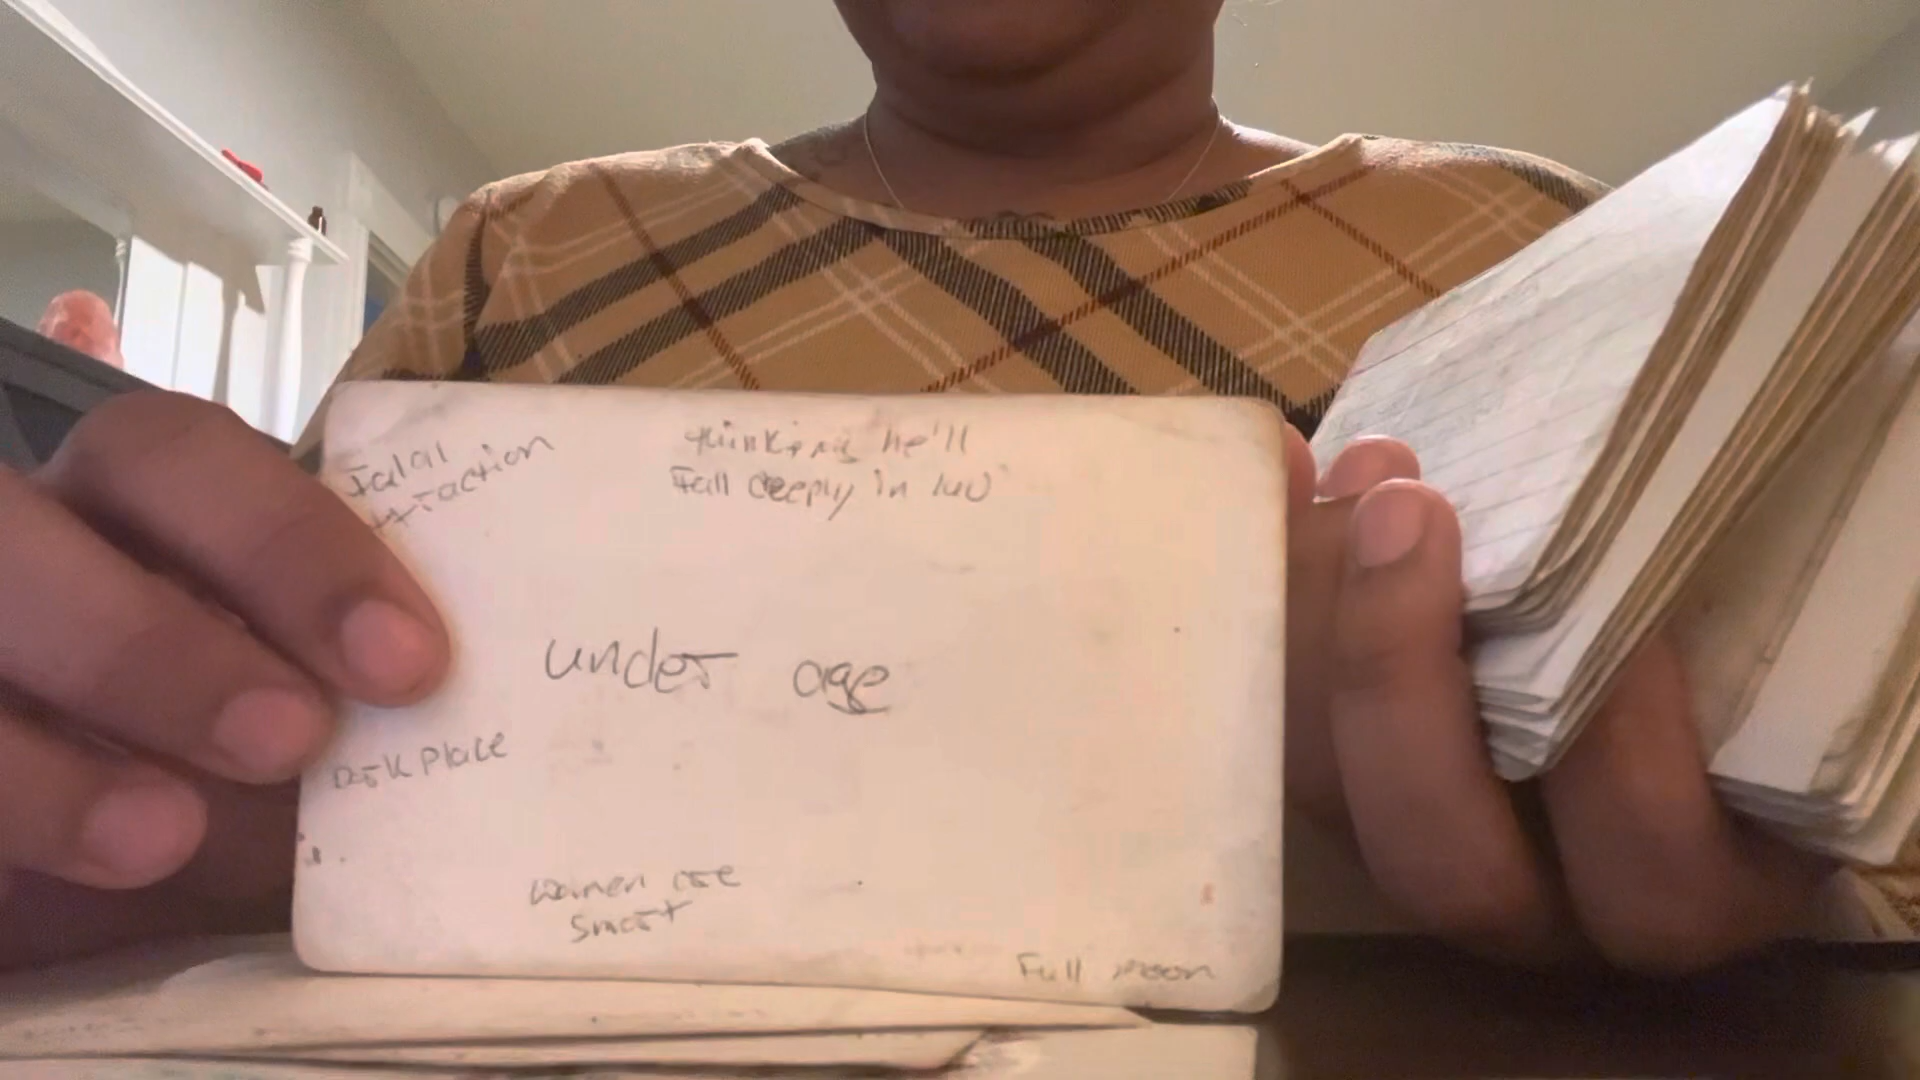 Fatal
attraction
thinking he'll
Fall deeply in luv
under age
Dark place
women are
smart
Full moon